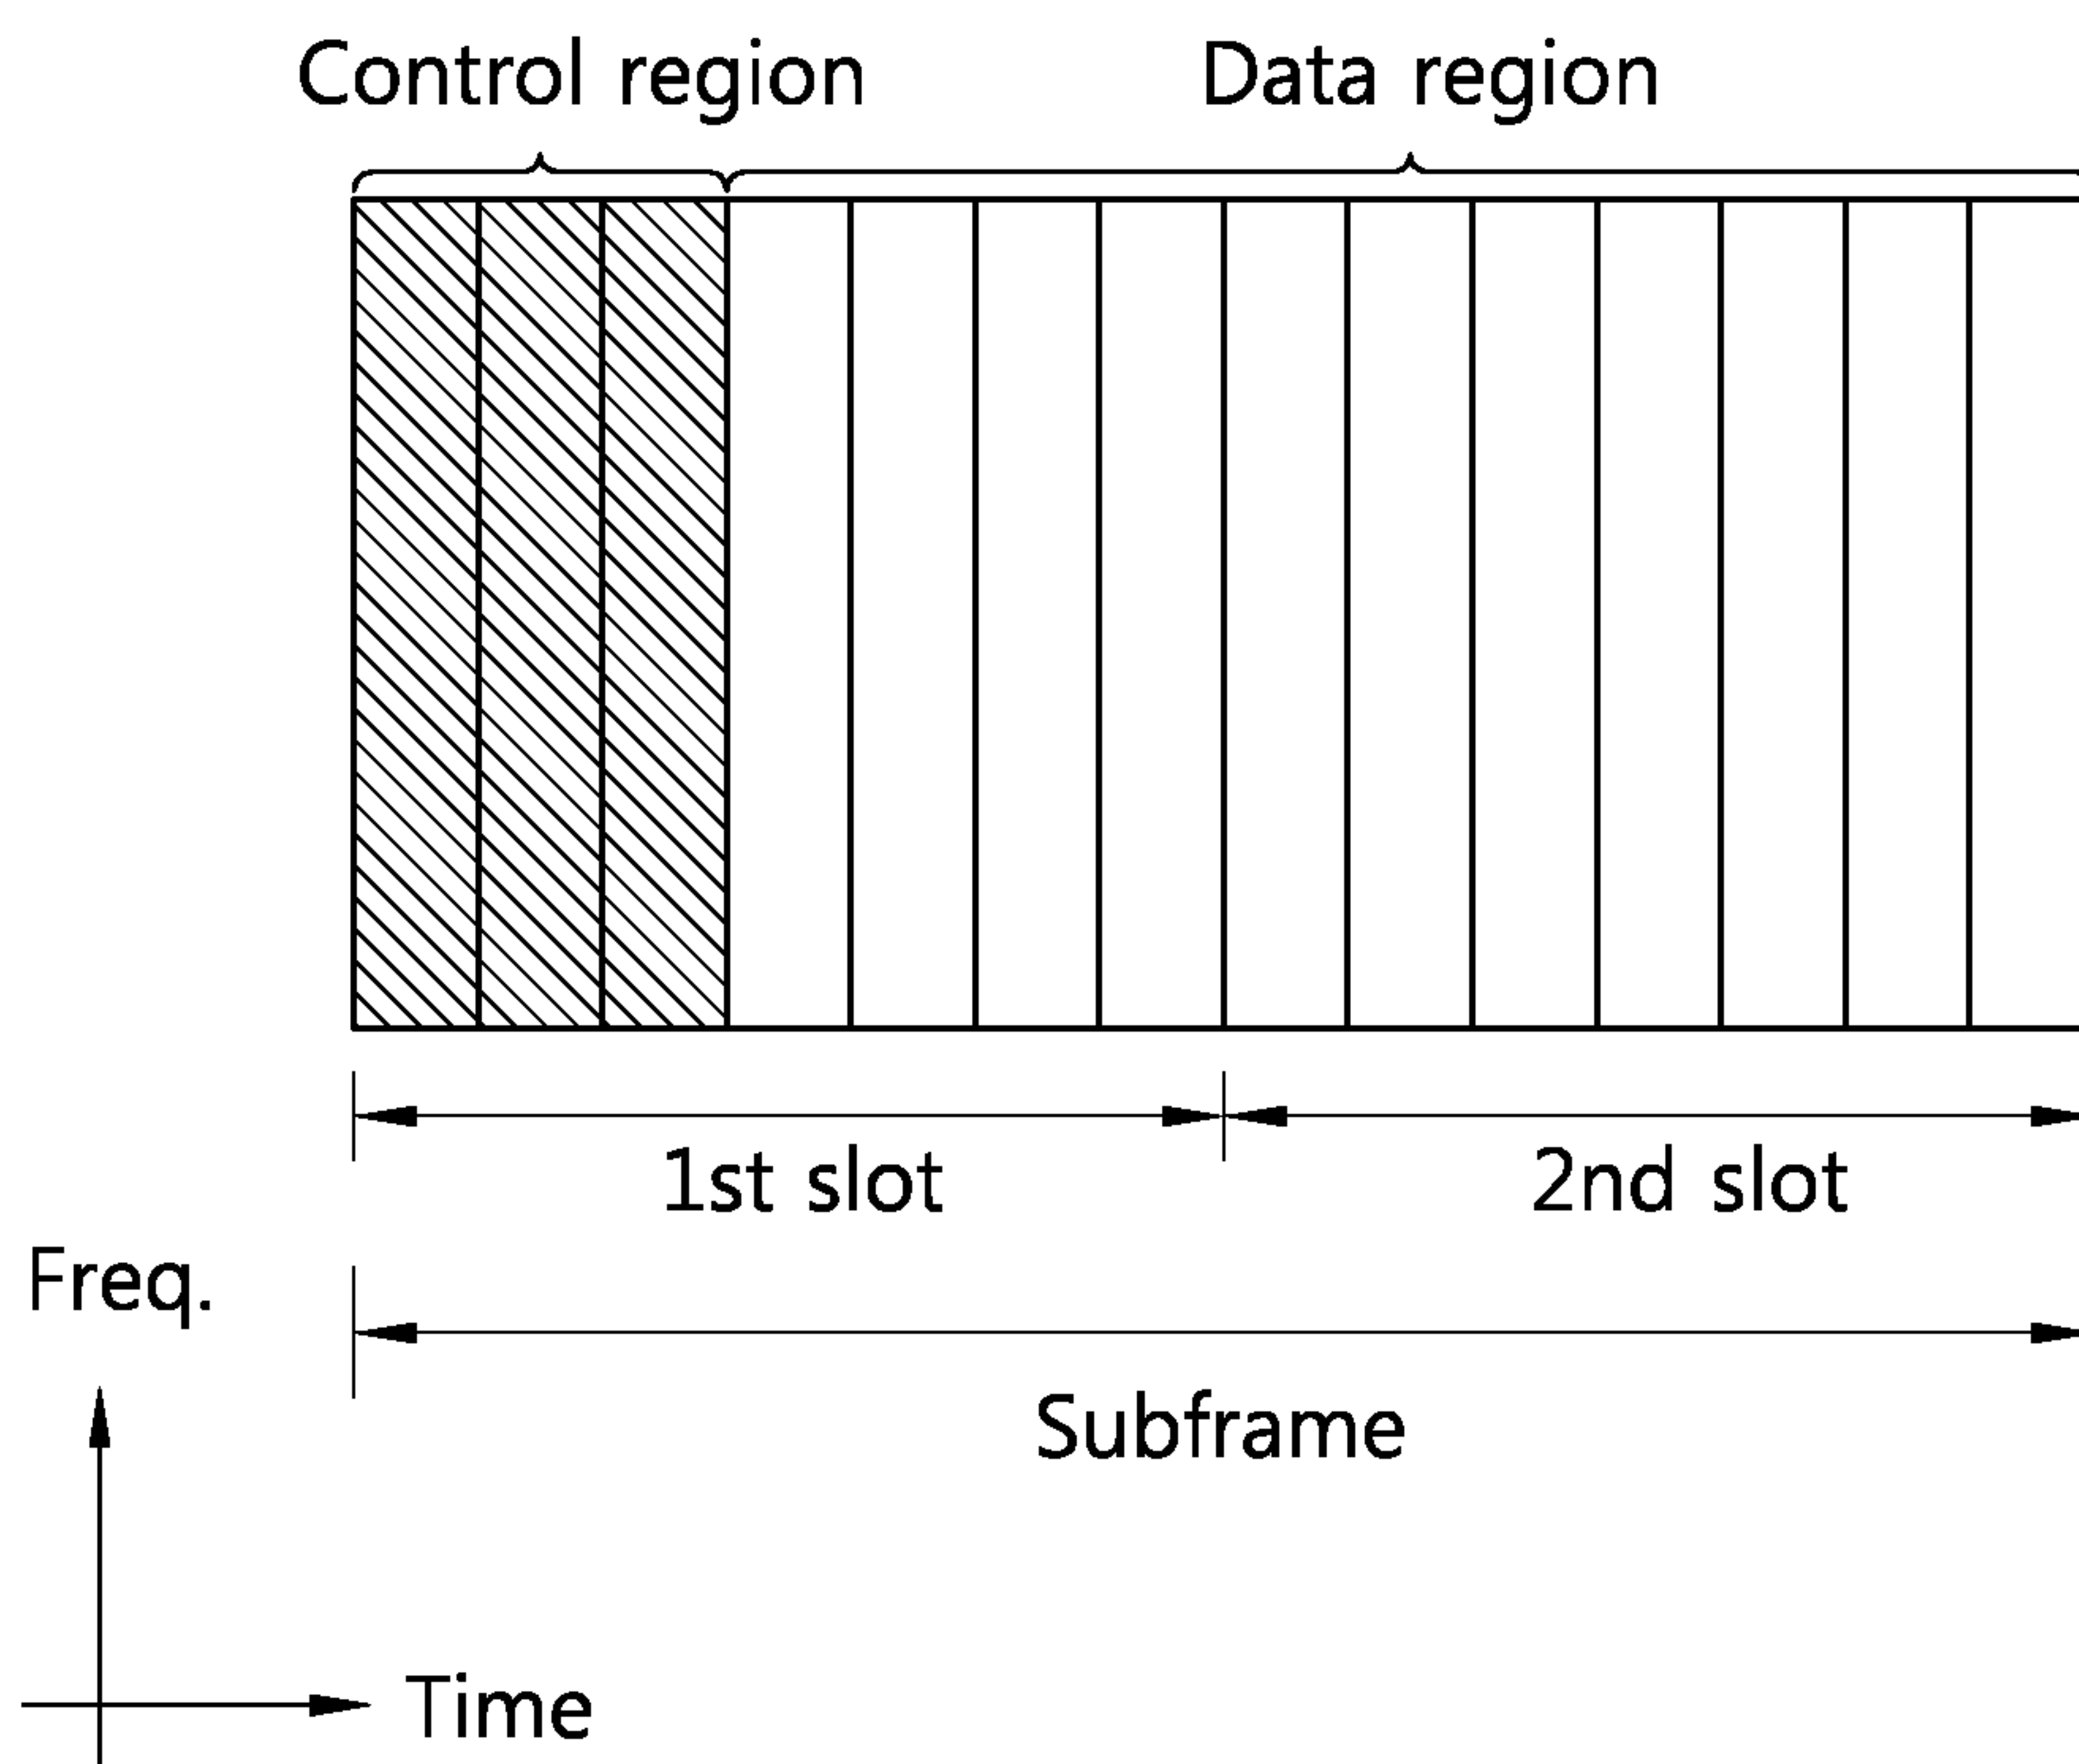 Control region
Data region
1st slot
2nd slot
Freq.
Subframe
Time